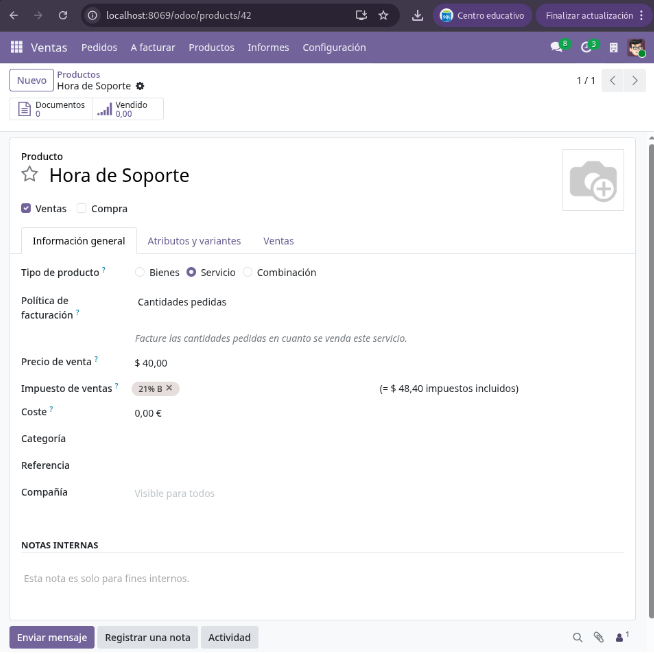 localhost:8069/odoo/products/42
Centro educativo
Finalizar actualización
Ventas
Pedidos
A facturar
Productos
Informes
Configuración
8
3
Nuevo
Productos
Hora de Soporte
1 / 1
Documentos
0
Vendido
0,00
Producto
Hora de Soporte
Ventas
Compra
Información general
Atributos y variantes
Ventas
Tipo de producto ?
Bienes
Servicio
Combinación
Política de
facturación ?
Cantidades pedidas
Facture las cantidades pedidas en cuanto se venda este servicio.
Precio de venta ?
$ 40,00
Impuesto de ventas ?
21% B ×
(= $ 48,40 impuestos incluidos)
Coste ?
0,00 €
Categoría
Referencia
Compañía
Visible para todos
NOTAS INTERNAS
Esta nota es solo para fines internos.
Enviar mensaje
Registrar una nota
Actividad
1